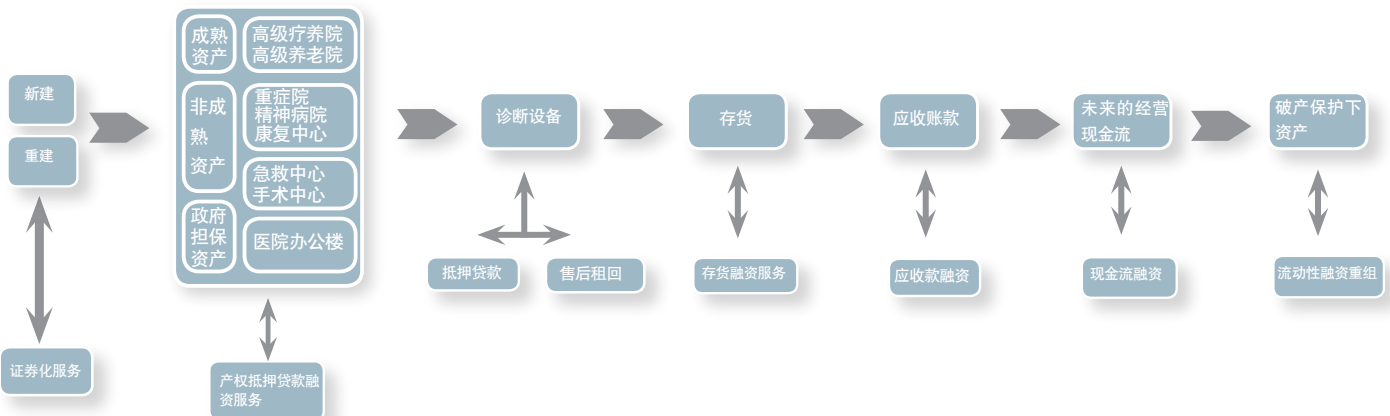 新建
重建
证券化服务
成熟
资产
高级疗养院
高级养老院
非成
熟
资产
重症院
精神病院
康复中心
急救中心
手术中心
政府
担保
资产
医院办公楼
产权抵押贷款融
资服务
诊断设备
抵押贷款
售后租回
存货
存货融资服务
应收账款
应收款融资
未来的经营
现金流
现金流融资
破产保护下
资产
流动性融资重组